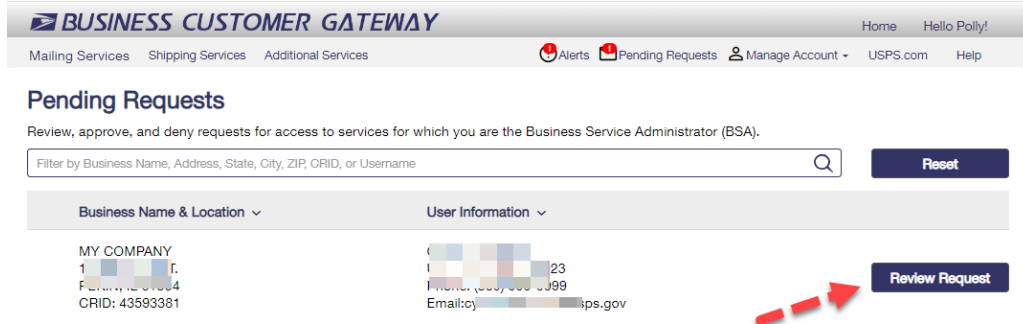 BUSINESS CUSTOMER GATEWAY
Home Hello Polly!
Mailing Services Shipping Services Additional Services Alerts Pending Requests Manage Account USPS.com Help
Pending Requests
Review, approve, and deny requests for access to services for which you are the Business Service Administrator (BSA).
Filter by Business Name, Address, State, City, ZIP, CRID, or Username
Reset
Business Name & Location User Information
MY COMPANY
CRID: 43593381
Review Request